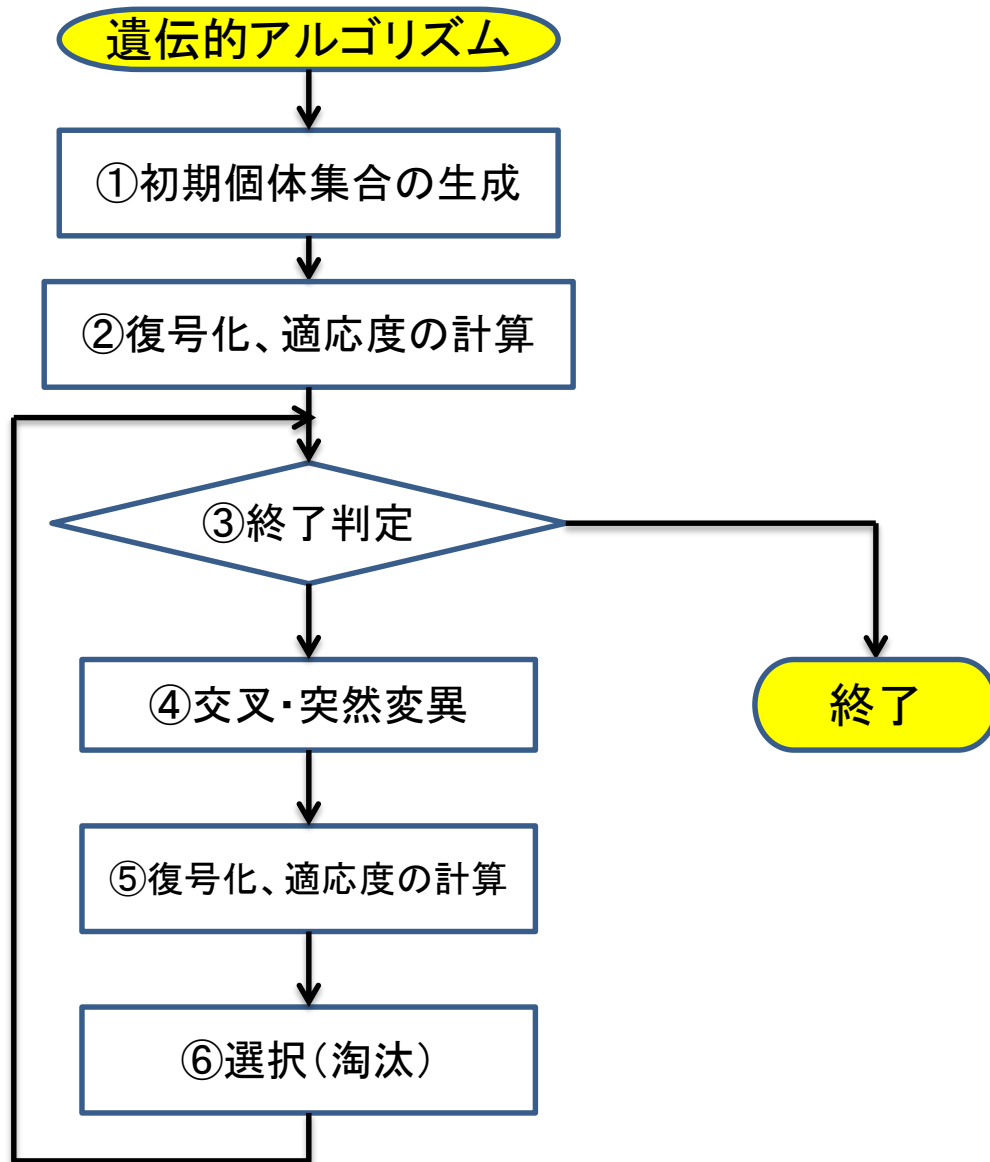 遺伝的アルゴリズム
①初期個体集合の生成
②復号化、適応度の計算
③終了判定
④交叉・突然変異
終了
⑤復号化、適応度の計算
⑥選択（淘汰）